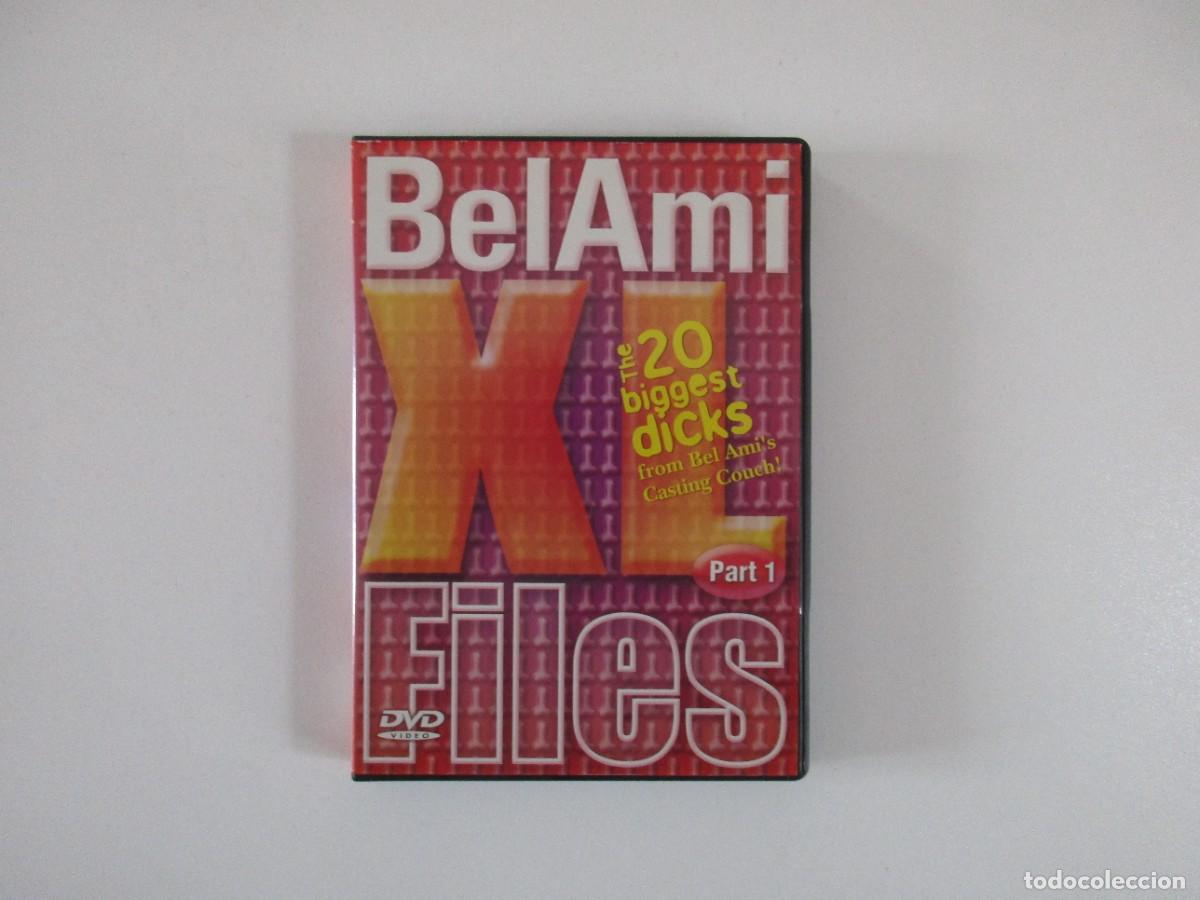 BelAmi
XL
The 20
biggest
dicks
from Bel Ami's
Casting Couch!
Part 1
Files
DVD
VIDEO
todocoleccion